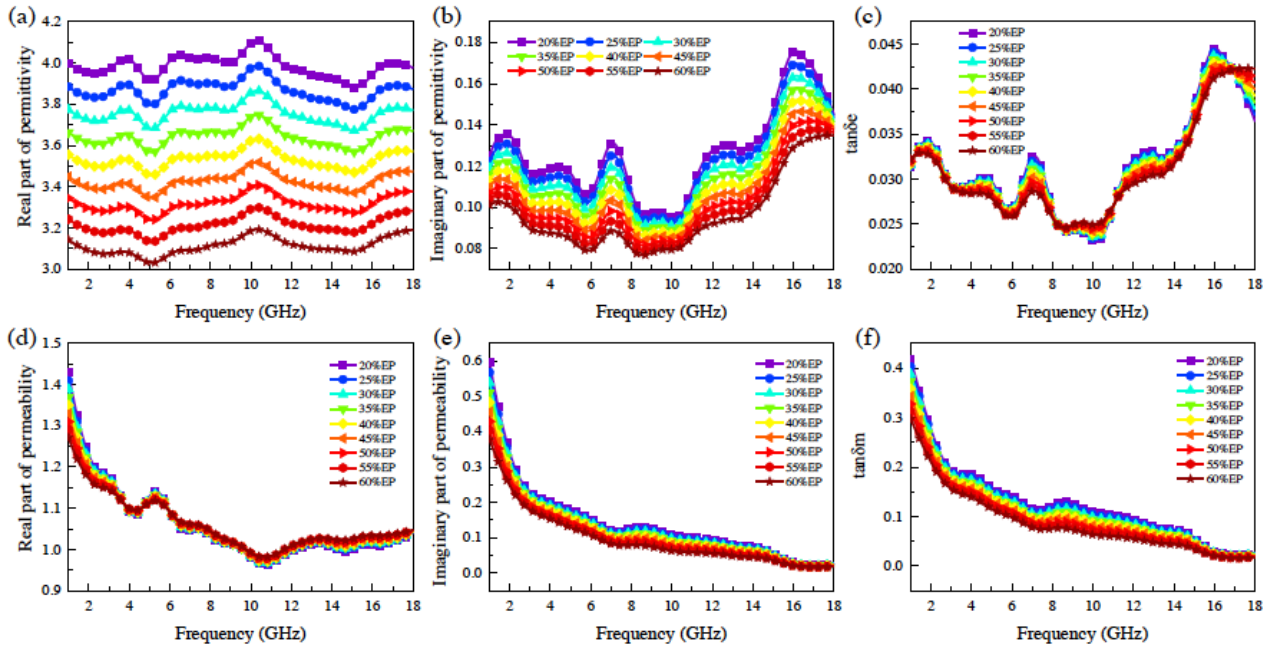 (a)
Real part of pemittivity
4.2
4.0
3.8
3.6
3.4
3.2
3.0
2 4 6 8 10 12 14 16 18
Frequency (GHz)
(b)
Imaginary part of permittivity
0.18
0.16
0.14
0.12
0.10
0.08
20%EP 25%EP 30%EP
35%EP 40%EP 45%EP
50%EP 55%EP 60%EP
2 4 6 8 10 12 14 16 18
Frequency (GHz)
(c)
tanδe
0.045
0.040
0.035
0.030
0.025
0.020
20%EP
25%EP
30%EP
35%EP
40%EP
45%EP
50%EP
55%EP
60%EP
2 4 6 8 10 12 14 16 18
Frequency (GHz)
(d)
Real part of permeability
1.5
1.4
1.3
1.2
1.1
1.0
0.9
20%EP
25%EP
30%EP
35%EP
40%EP
45%EP
50%EP
55%EP
60%EP
2 4 6 8 10 12 14 16 18
Frequency (GHz)
(e)
Imaginary part of permeability
0.6
0.5
0.4
0.3
0.2
0.1
0.0
20%EP
25%EP
30%EP
35%EP
40%EP
45%EP
50%EP
55%EP
60%EP
2 4 6 8 10 12 14 16 18
Frequency (GHz)
(f)
tanδm
0.4
0.3
0.2
0.1
0.0
20%EP
25%EP
30%EP
35%EP
40%EP
45%EP
50%EP
55%EP
60%EP
2 4 6 8 10 12 14 16 18
Frequency (GHz)